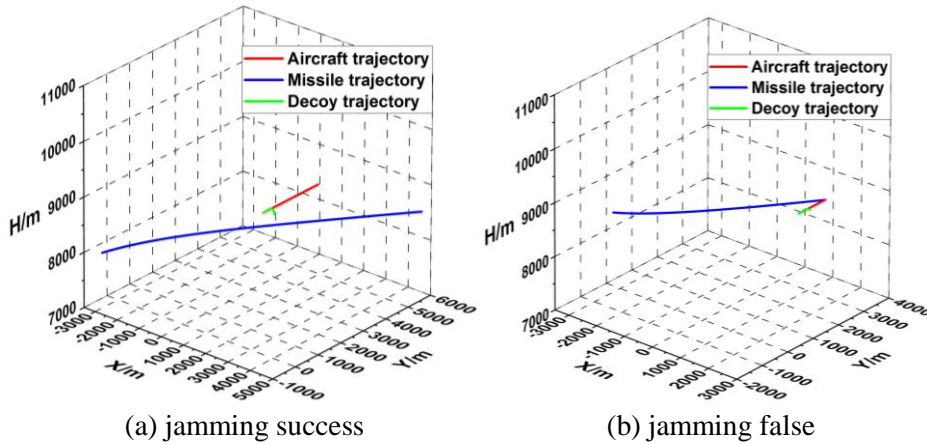 Aircraft trajectory
Missile trajectory
Decoy trajectory
11000
10000
9000
8000
7000
H/m
-3000
-2000
-1000
0
1000
2000
3000
4000
5000
X/m
-1000
0
1000
2000
3000
4000
5000
6000
Y/m
(a) jamming success
Aircraft trajectory
Missile trajectory
Decoy trajectory
11000
10000
9000
8000
7000
H/m
-3000
-2000
-1000
0
1000
2000
3000
X/m
-2000
-1000
0
1000
2000
3000
4000
Y/m
(b) jamming false